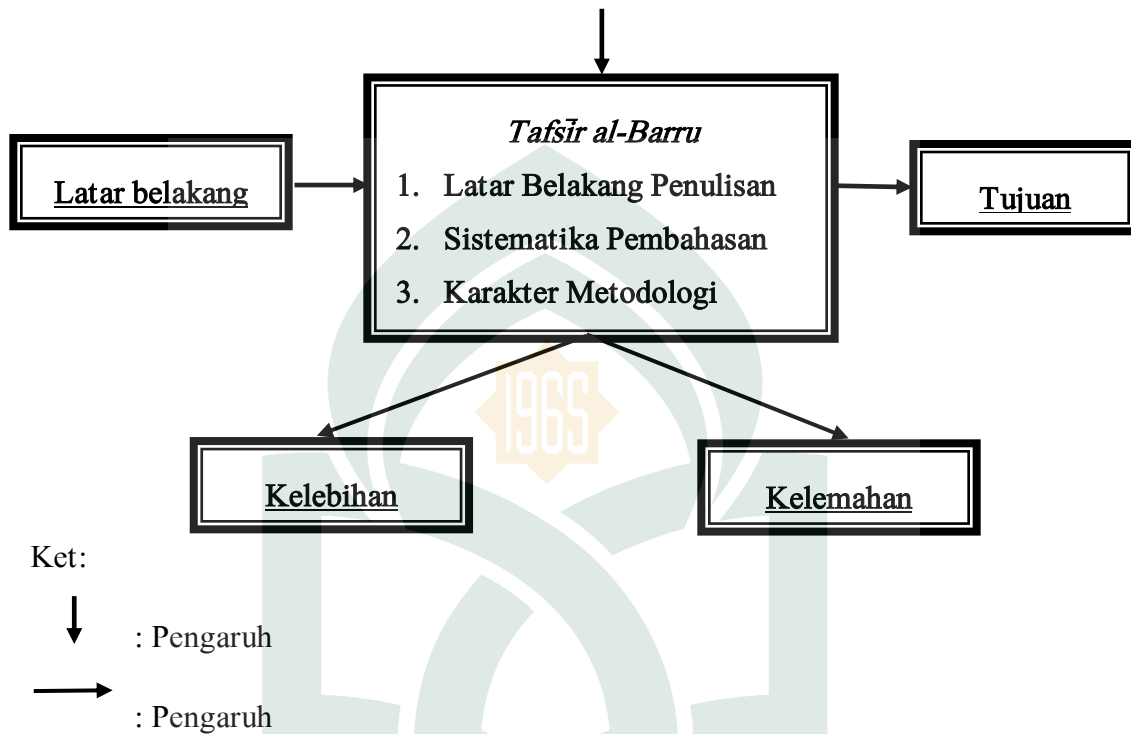 Tafsīr al-Barru
Latar belakang
1. Latar Belakang Penulisan
2. Sistematika Pembahasan
3. Karakter Metodologi
Tujuan
Kelebihan
Kelemahan
1965
Ket:
: Pengaruh
: Pengaruh